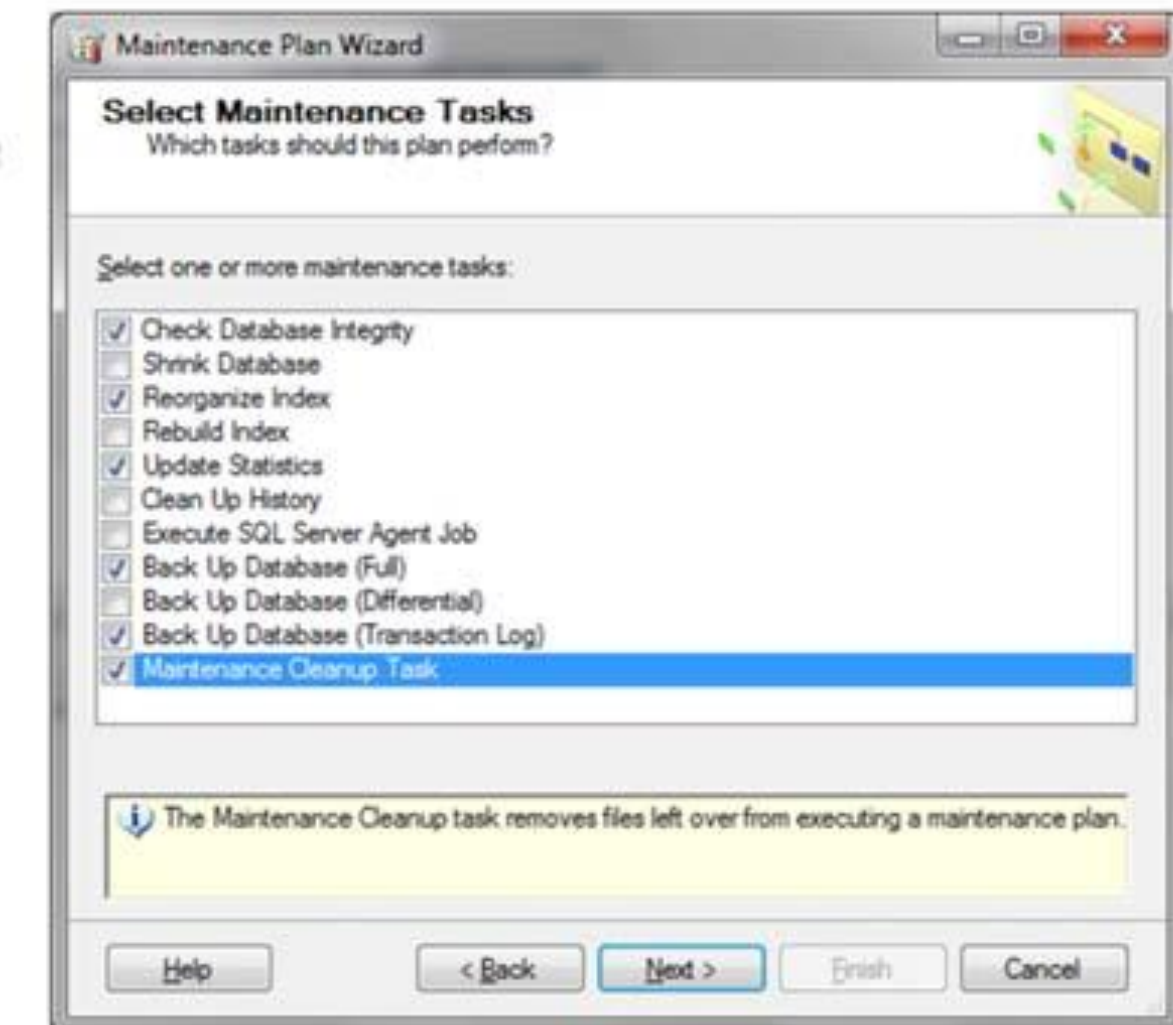 Maintenance Plan Wizard
Select Maintenance Tasks
Which tasks should this plan perform?
Select one or more maintenance tasks:
Check Database Integrity
Shrink Database
Reorganize Index
Rebuild Index
Update Statistics
Clean Up History
Execute SQL Server Agent Job
Back Up Database (Full)
Back Up Database (Differential)
Back Up Database (Transaction Log)
Maintenance Cleanup Task
The Maintenance Cleanup task removes files left over from executing a maintenance plan.
Help < Back Next > Finish Cancel